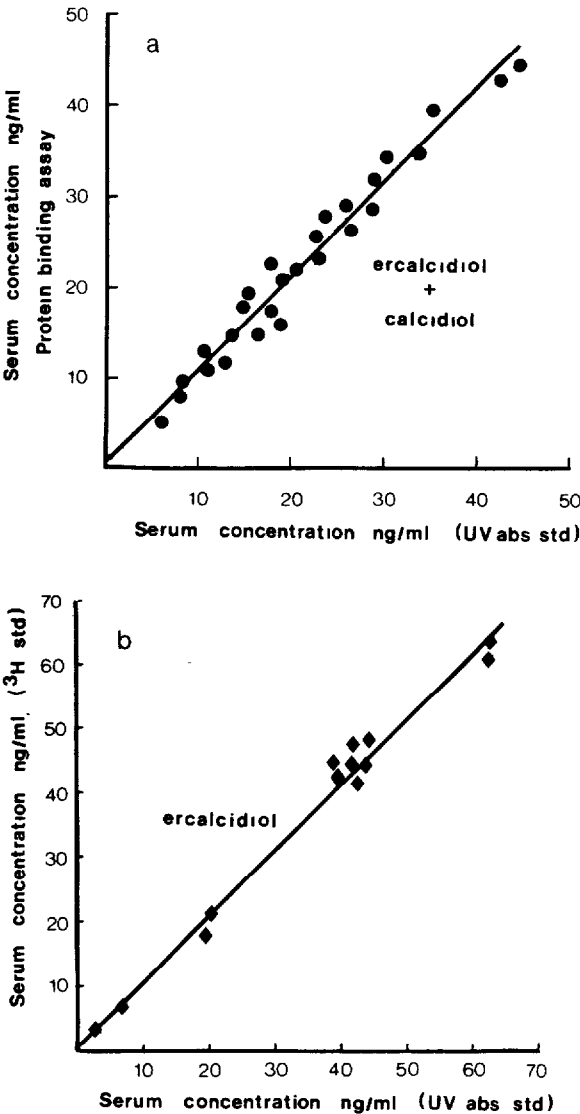 a
Serum concentration ng/ml
Protein binding assay
50
40
30
20
10
ercalcidiol
+
calcidiol
10 20 30 40 50
Serum concentration ng/ml (UV abs std)
b
Serum concentration ng/ml, (³H std)
70
60
50
40
30
20
10
ercalcidiol
10 20 30 40 50 60 70
Serum concentration ng/ml (UV abs std)